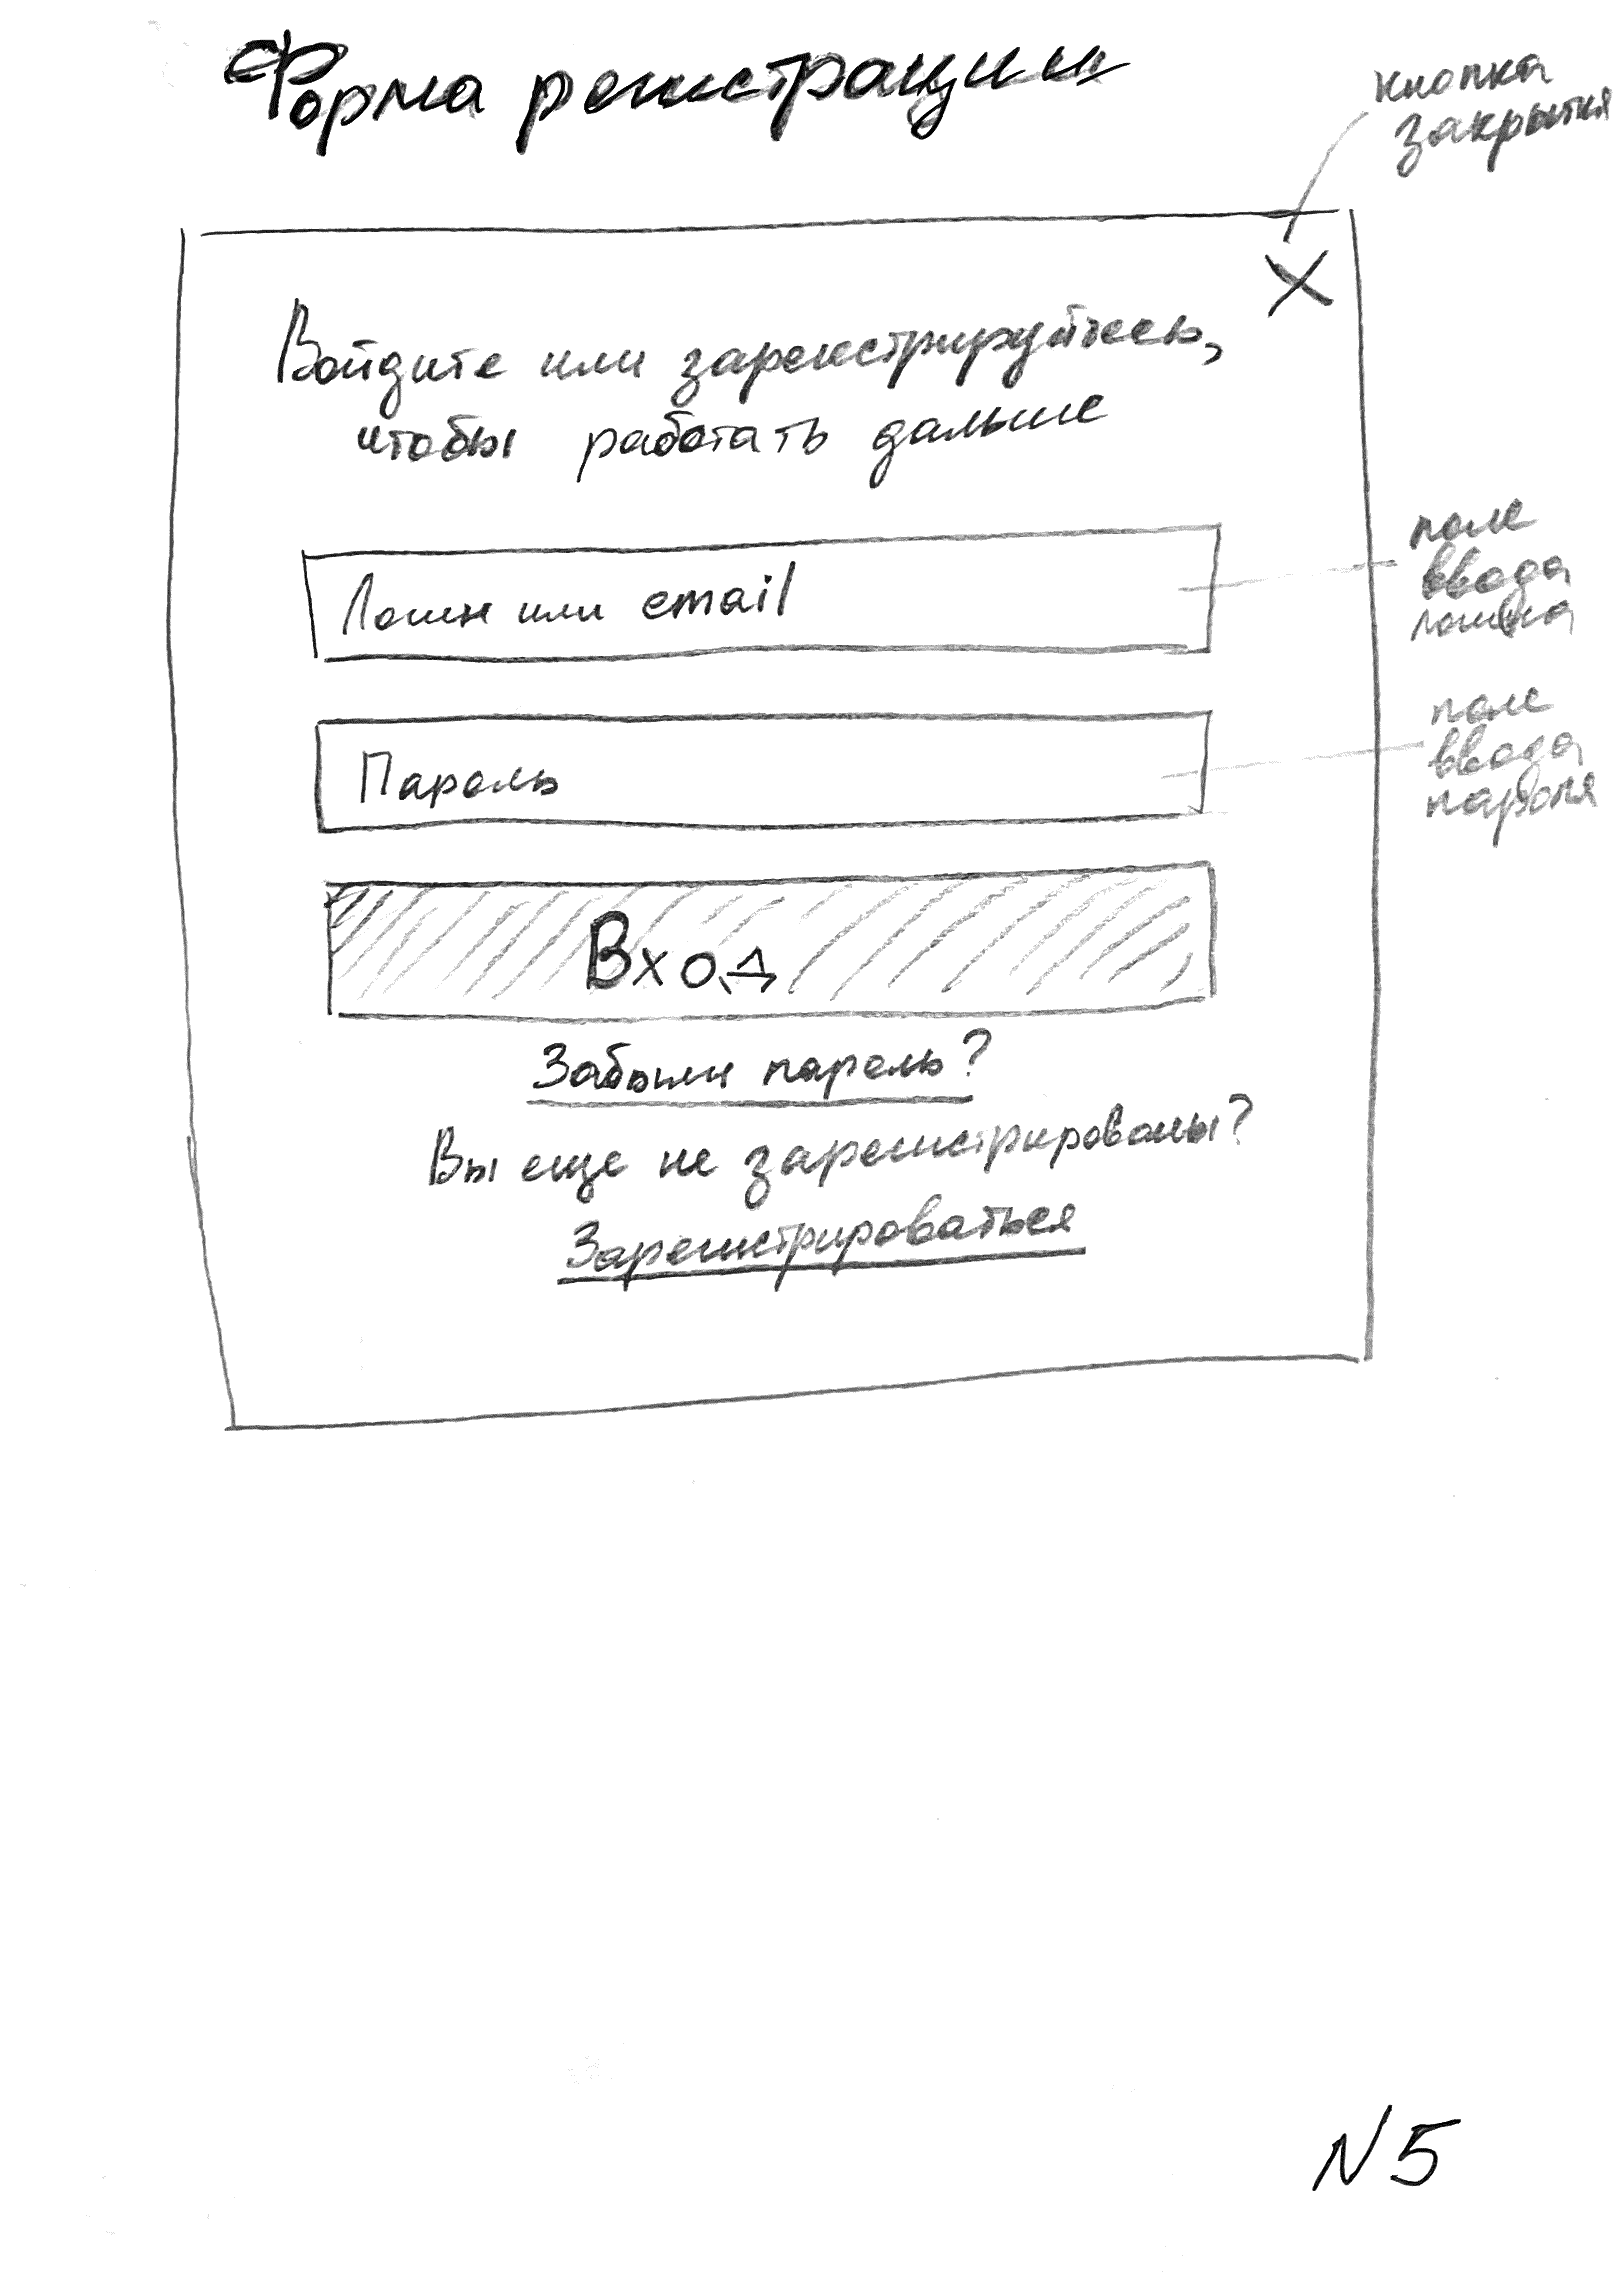 Форма регистрации
кнопка
закрытия
X
Войдите или зарегистрируйтесь,
чтобы работать дальше
Логин или email
поле
ввода
логина
Пароль
поле
ввода
пароля
Вход
Забыли пароль?
Вы еще не зарегистрированы?
Зарегистрироваться
N5